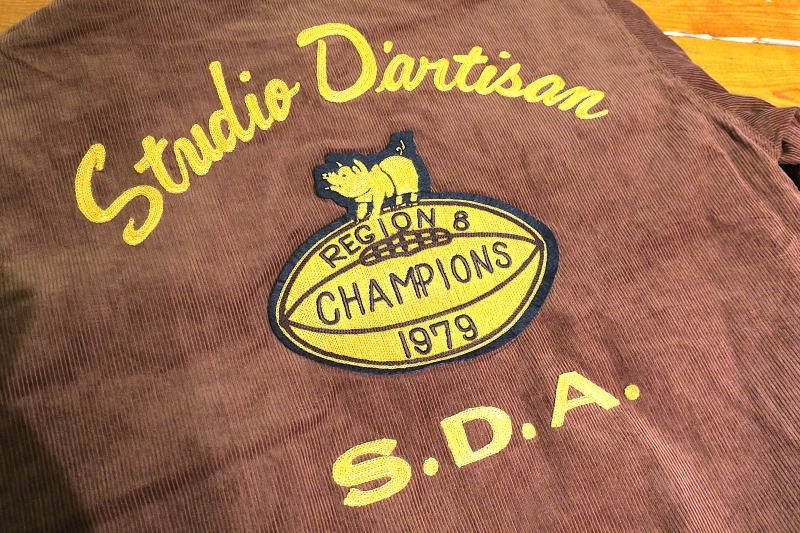 Studio D'artisan
REGION 8
CHAMPIONS
1979
S.D.A.